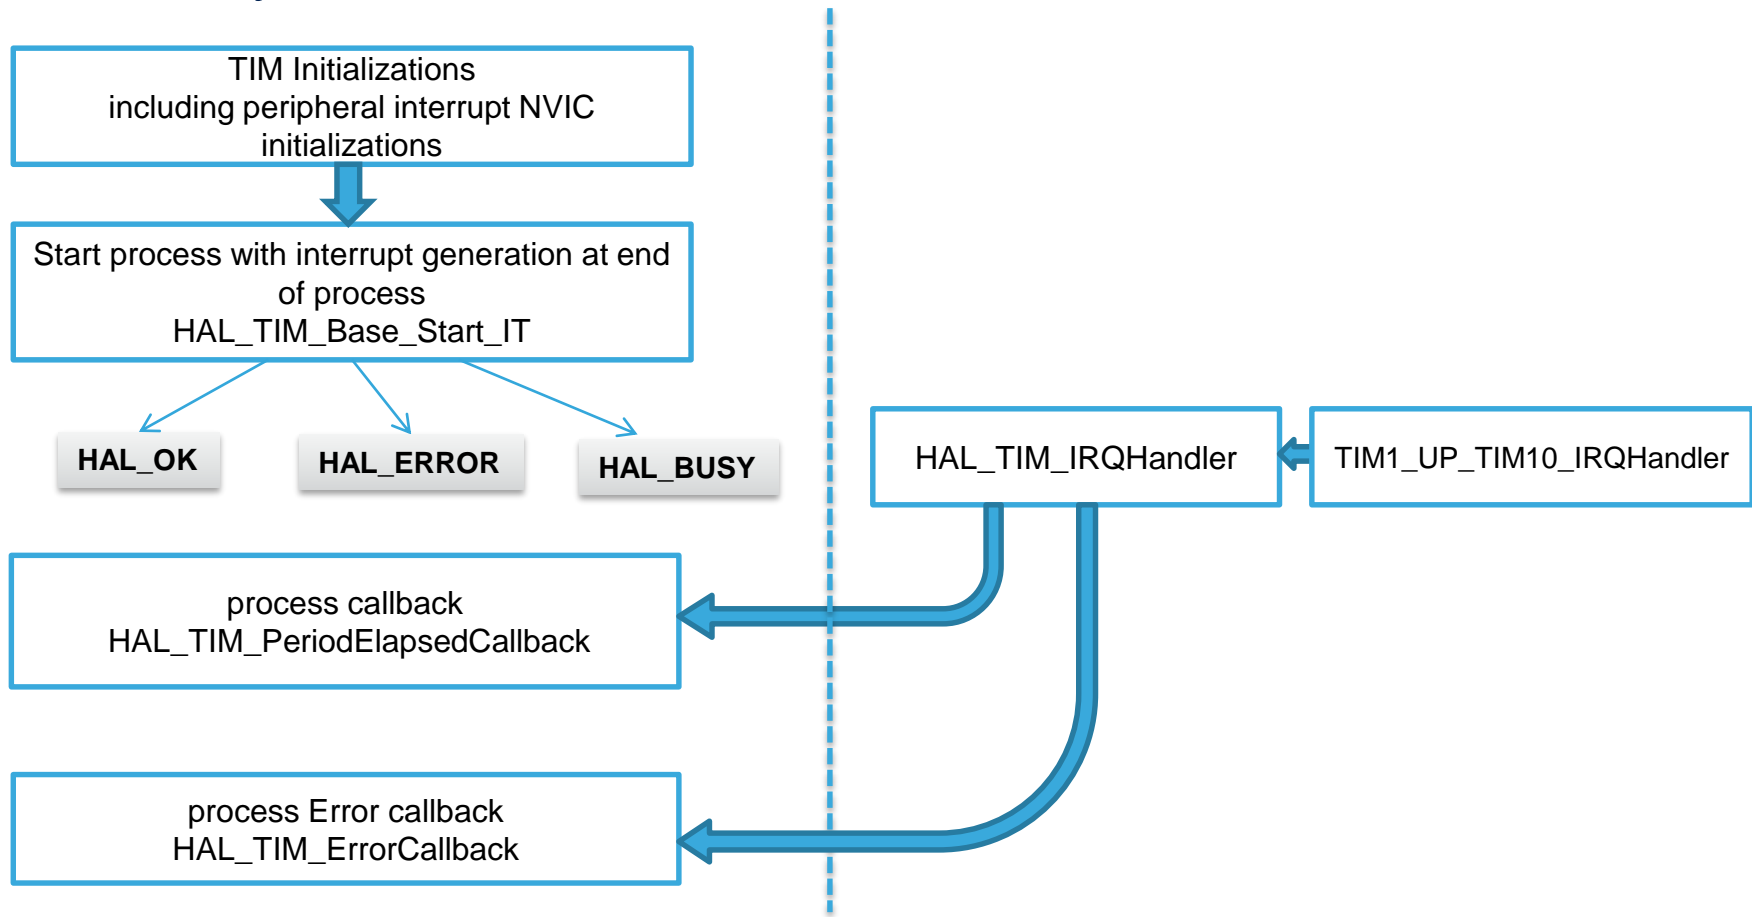 TIM Initializations
including peripheral interrupt NVIC
initializations
Start process with interrupt generation at end
of process
HAL_TIM_Base_Start_IT
HAL_OK
HAL_ERROR
HAL_BUSY
HAL_TIM_IRQHandler
TIM1_UP_TIM10_IRQHandler
process callback
HAL_TIM_PeriodElapsedCallback
process Error callback
HAL_TIM_ErrorCallback